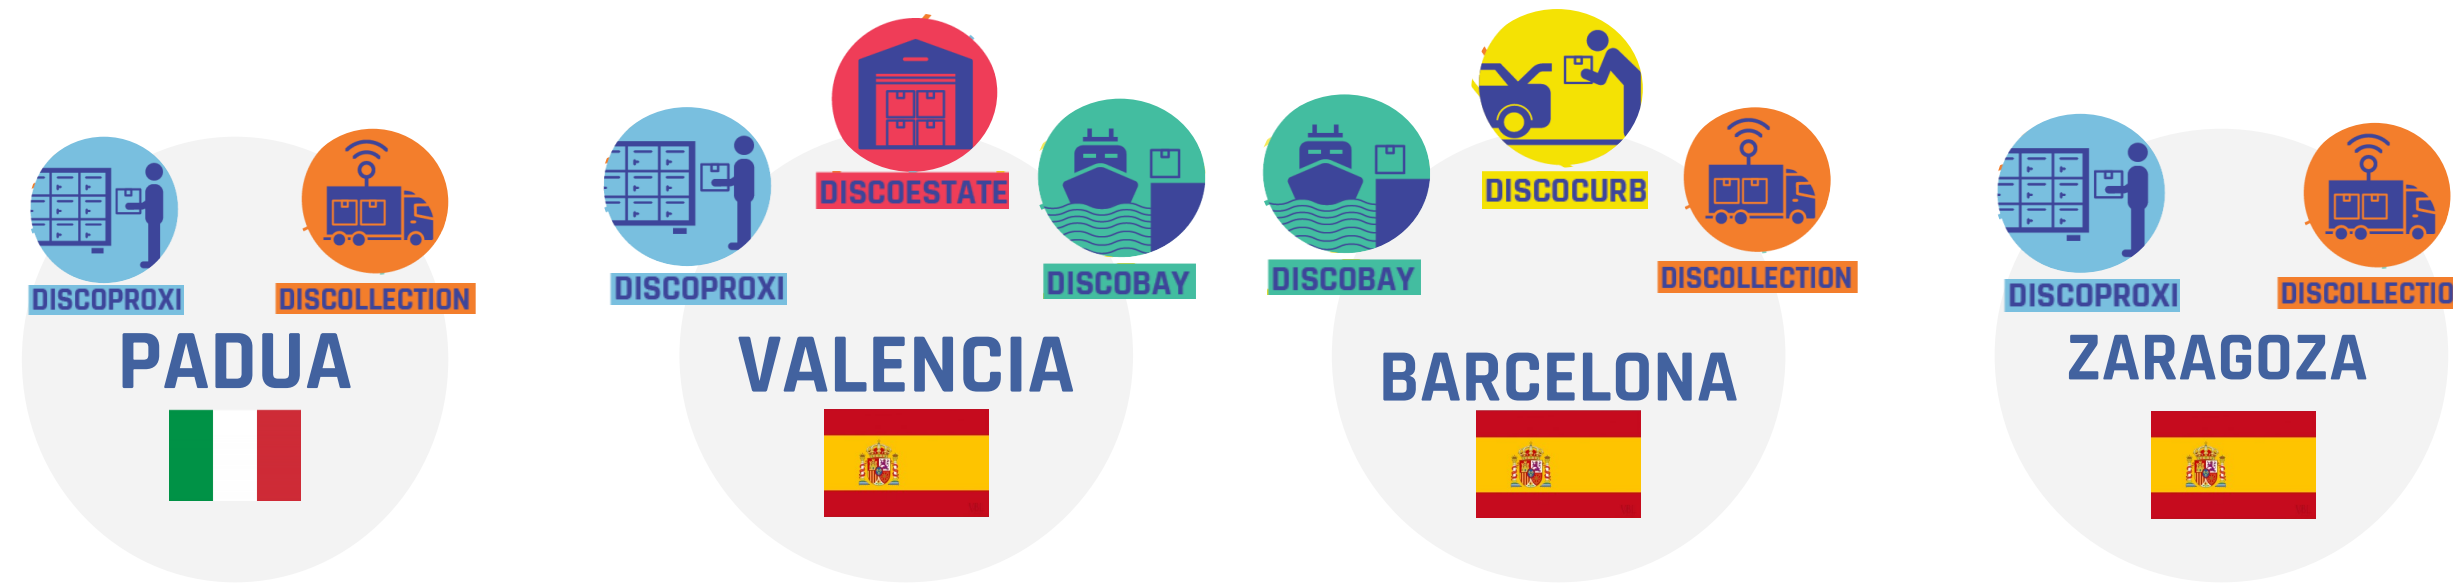 DISCOPROXI
DISCOLLECTION
PADUA
DISCOPROXI
DISCOESTATE
DISCOBAY
VALENCIA
DISCOBAY
DISCOCURB
DISCOLLECTION
BARCELONA
DISCOPROXI
DISCOLLECTIO
ZARAGOZA